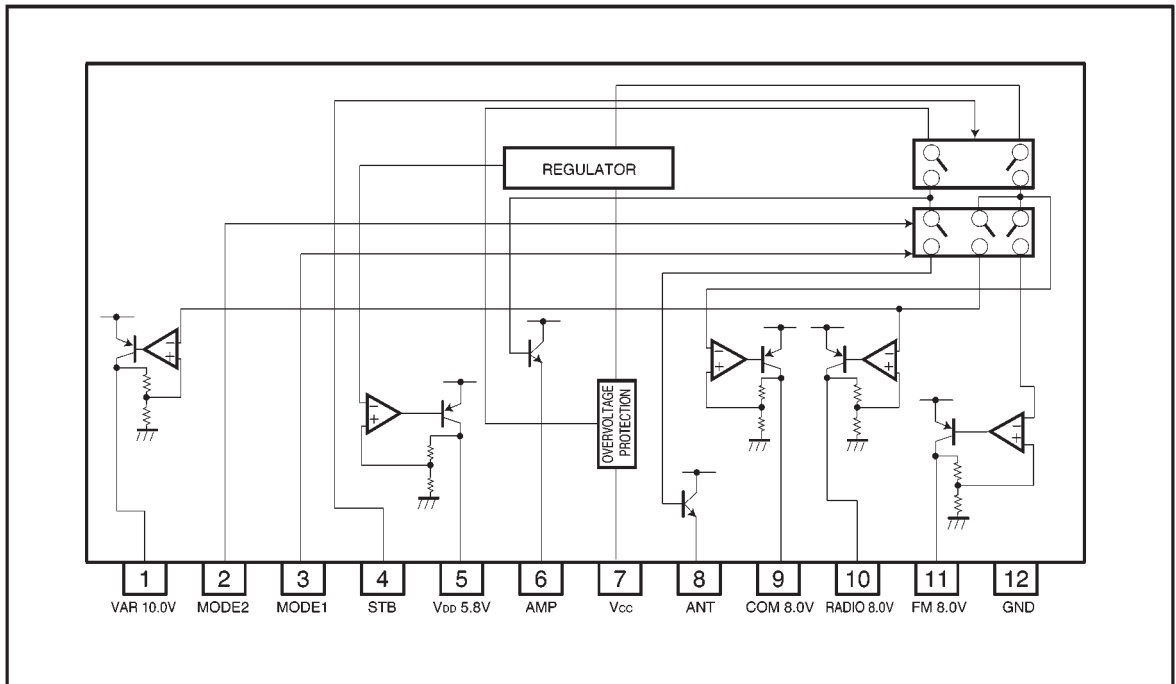 REGULATOR
OVERVOLTAGE
PROTECTION
− + − + − + − + − +
1 2 3 4 5 6 7 8 9 10 11 12
VAR 10.0V MODE2 MODE1 STB VDD 5.8V AMP Vcc ANT COM 8.0V RADIO 8.0V FM 8.0V GND